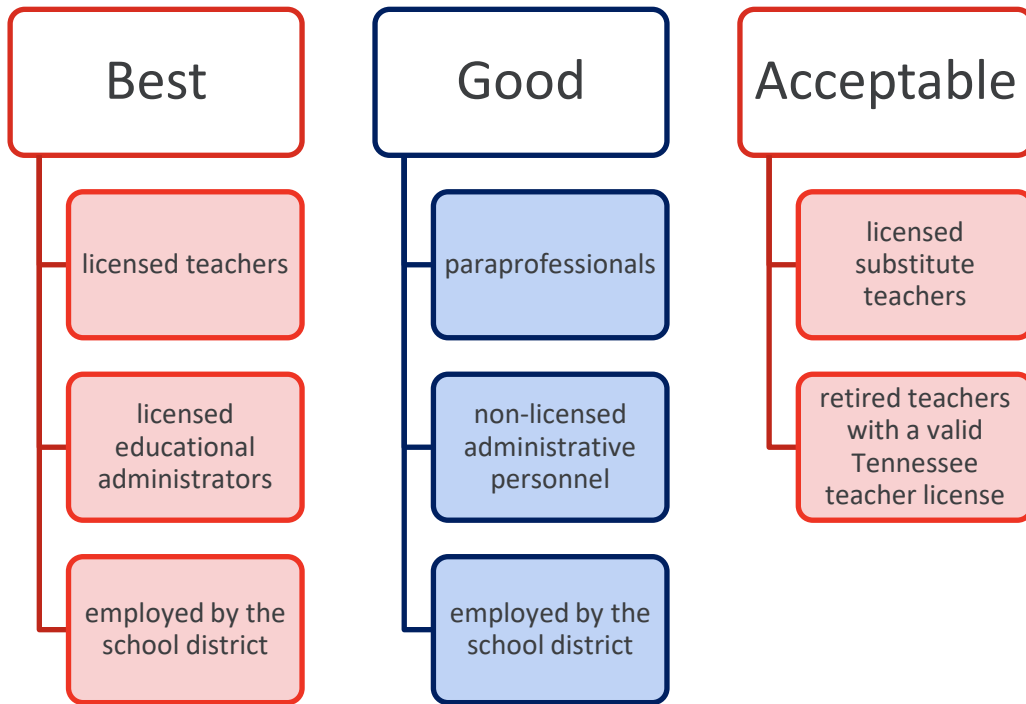 Best
licensed teachers
licensed
educational
administrators
employed by the
school district
Good
paraprofessionals
non-licensed
administrative
personnel
employed by the
school district
Acceptable
licensed
substitute
teachers
retired teachers
with a valid
Tennessee
teacher license